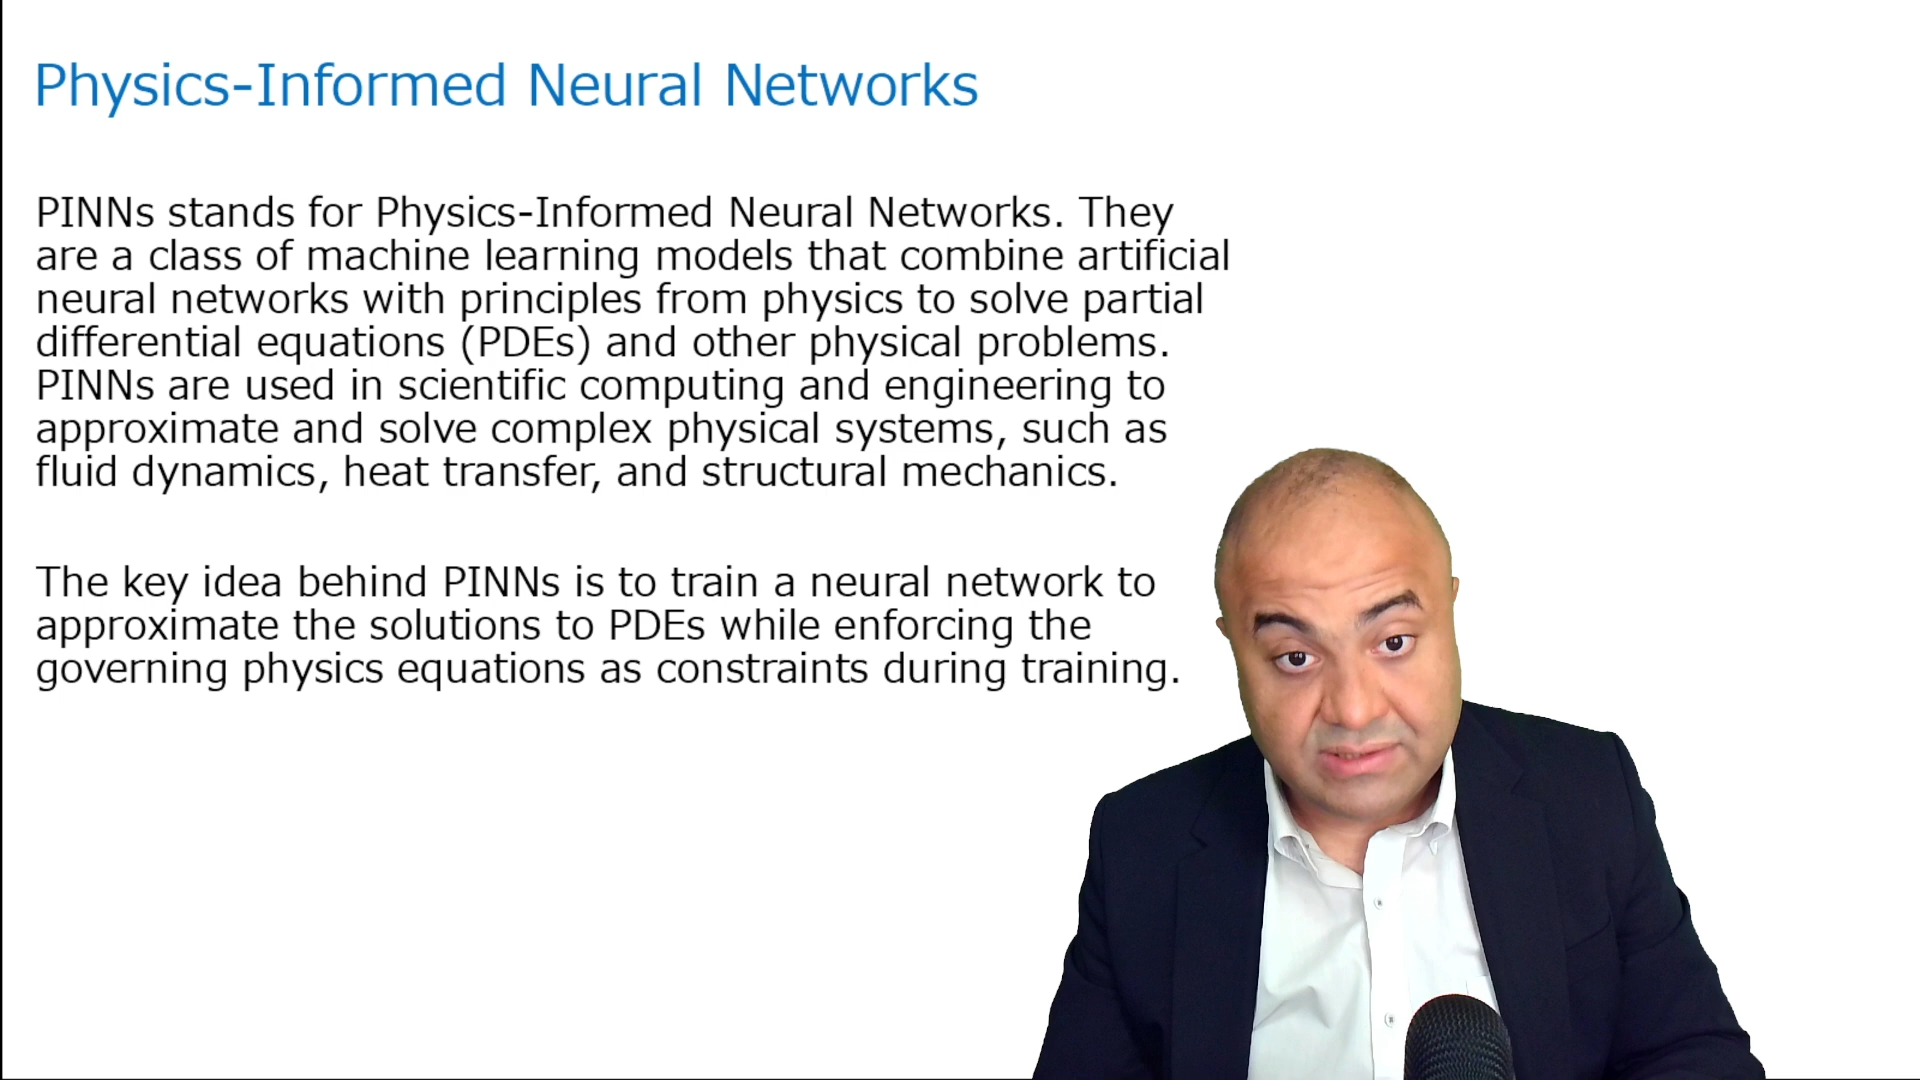 Physics-Informed Neural Networks
PINNs stands for Physics-Informed Neural Networks. They
are a class of machine learning models that combine artificial
neural networks with principles from physics to solve partial
differential equations (PDEs) and other physical problems.
PINNs are used in scientific computing and engineering to
approximate and solve complex physical systems, such as
fluid dynamics, heat transfer, and structural mechanics.
The key idea behind PINNs is to train a neural network to
approximate the solutions to PDEs while enforcing the
governing physics equations as constraints during training.